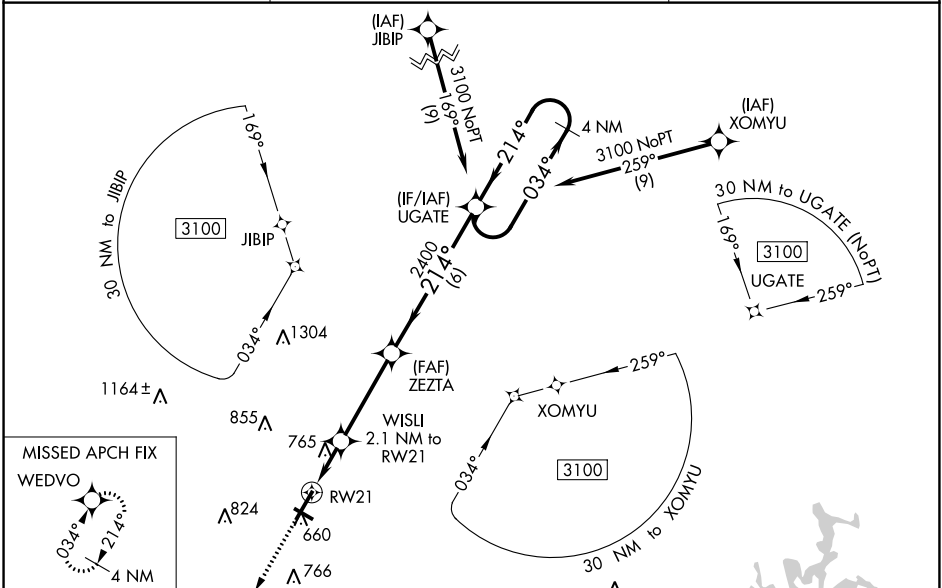 (IAF)
JIBIP
3100 NoPT
169°
(9)
4 NM
214°
034°
(IAF)
XOMYU
3100 NoPT
259°
(9)
(IF/IAF)
UGATE
2400
214°
(6)
30 NM to JIBIP
169°
3100
JIBIP
034°
30 NM to UGATE (NoPT)
169°
3100
UGATE
259°
1304
1164 ±
(FAF)
ZEZTA
855
765
WISLI
2.1 NM to
RW21
259°
XOMYU
034°
3100
30 NM to XOMYU
RW21
824
660
766
MISSED APCH FIX
WEDVO
034°
214°
4 NM